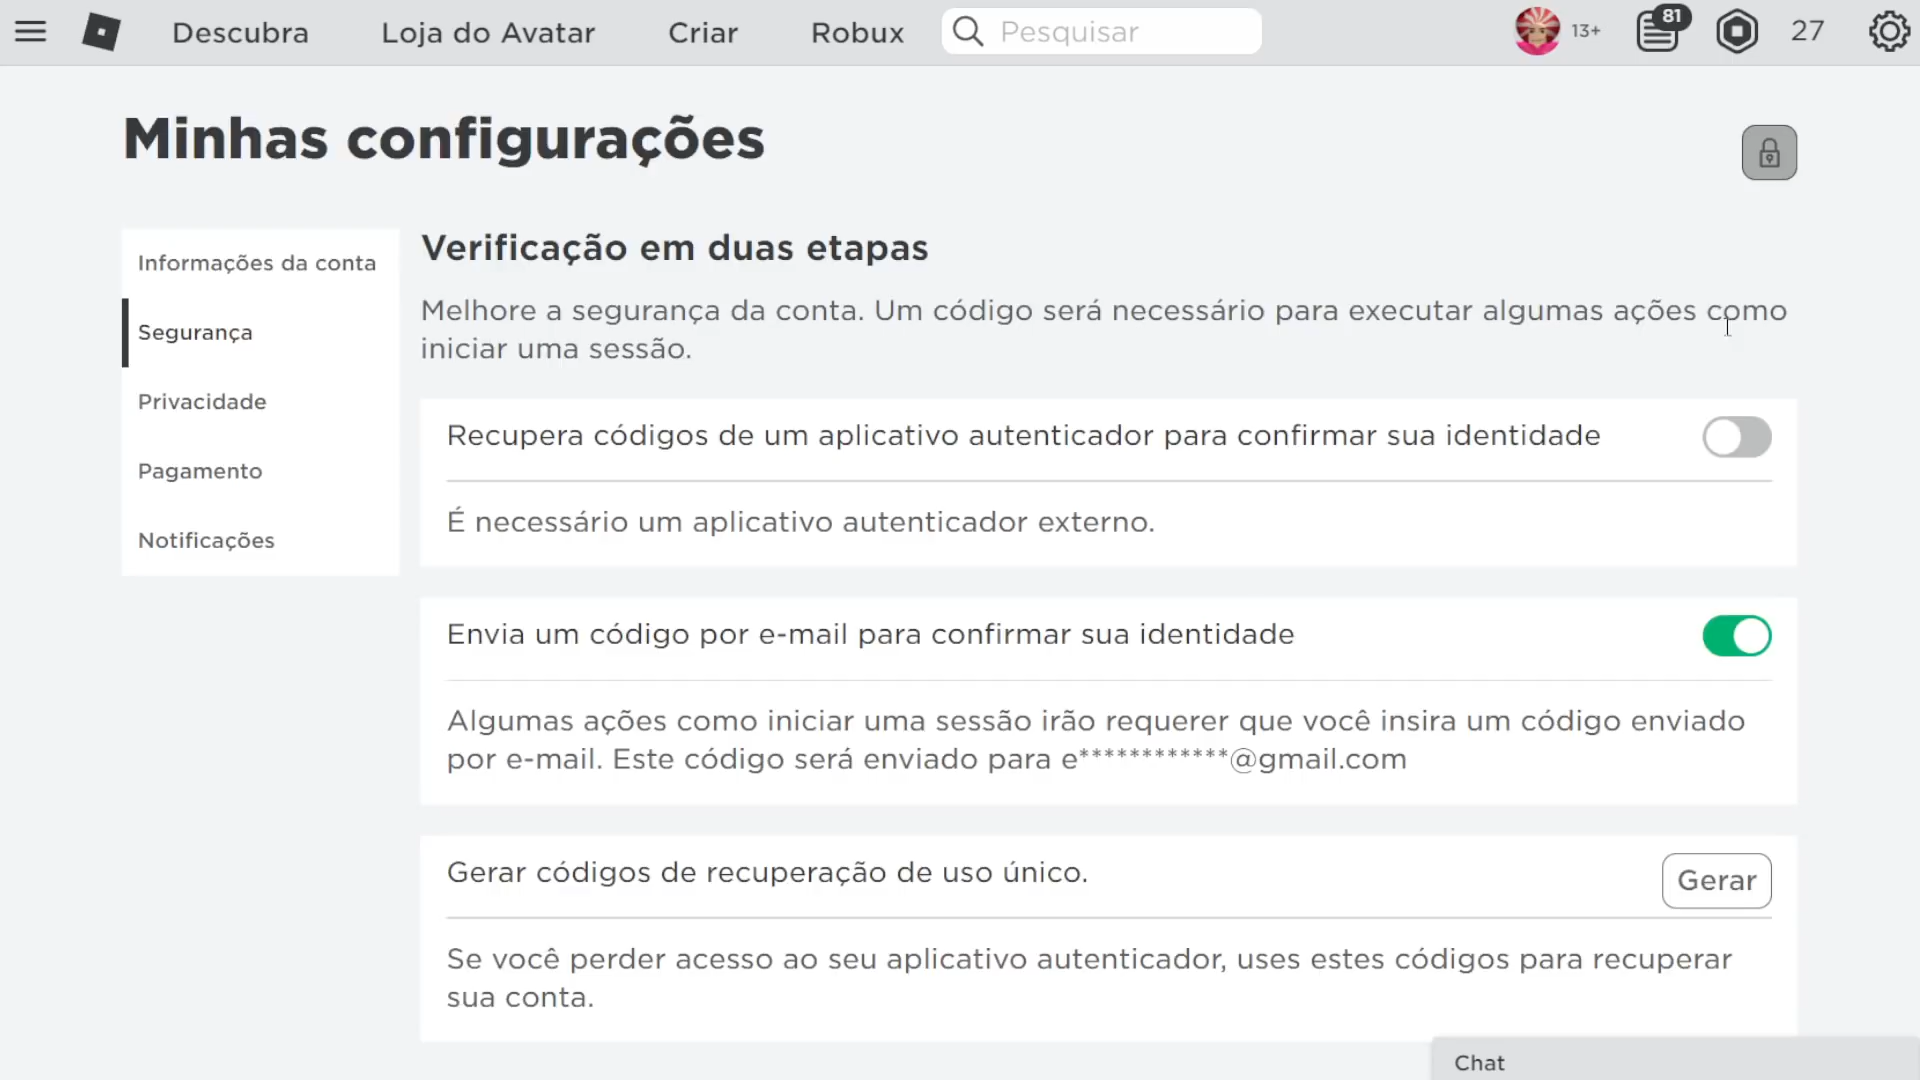 Descubra
Loja do Avatar
Criar
Robux
Pesquisar
13+
81
27
Minhas configurações
Informações da conta
Segurança
Privacidade
Pagamento
Notificações
Verificação em duas etapas
Melhore a segurança da conta. Um código será necessário para executar algumas ações como
iniciar uma sessão.
Recupera códigos de um aplicativo autenticador para confirmar sua identidade
É necessário um aplicativo autenticador externo.
Envia um código por e-mail para confirmar sua identidade
Algumas ações como iniciar uma sessão irão requerer que você insira um código enviado
por e-mail. Este código será enviado para e************@gmail.com
Gerar códigos de recuperação de uso único.
Gerar
Se você perder acesso ao seu aplicativo autenticador, uses estes códigos para recuperar
sua conta.
Chat